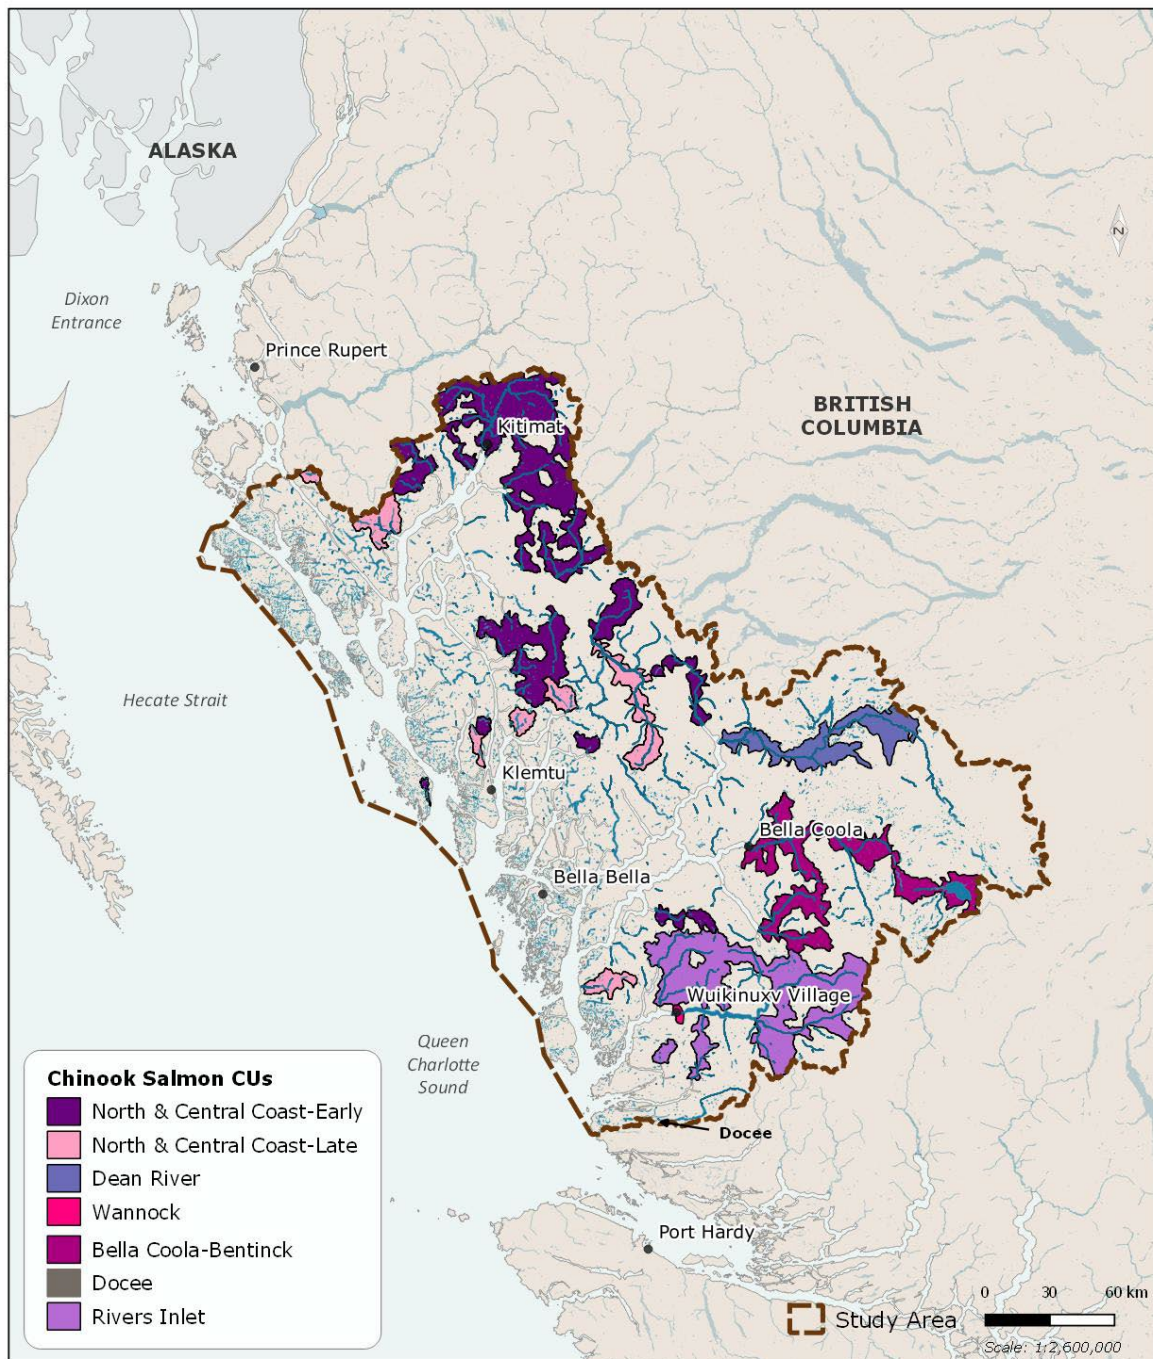 ALASKA
Dixon
Entrance
Prince Rupert
BRITISH
COLUMBIA
Kitimat
Hecate Strait
Klemtu
Bella Coola
Bella Bella
Wuikinuxv Village
Queen
Charlotte
Sound
Docee
Port Hardy
N
Chinook Salmon CUs
North & Central Coast-Early
North & Central Coast-Late
Dean River
Wannock
Bella Coola-Bentinck
Docee
Rivers Inlet
0 30 60 km
Study Area
Scale: 1:2,600,000